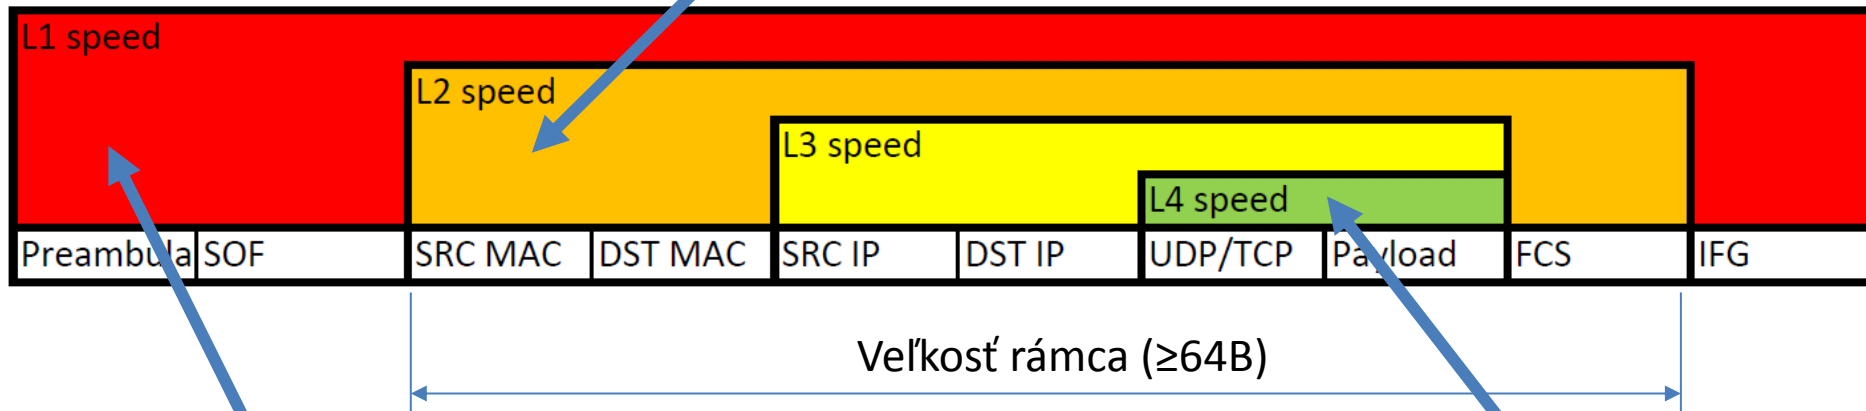 L1 speed
L2 speed
L3 speed
L4 speed
Preambula SOF SRC MAC DST MAC SRC IP DST IP UDP/TCP Payload FCS IFG
Veľkosť rámca (≥64B)